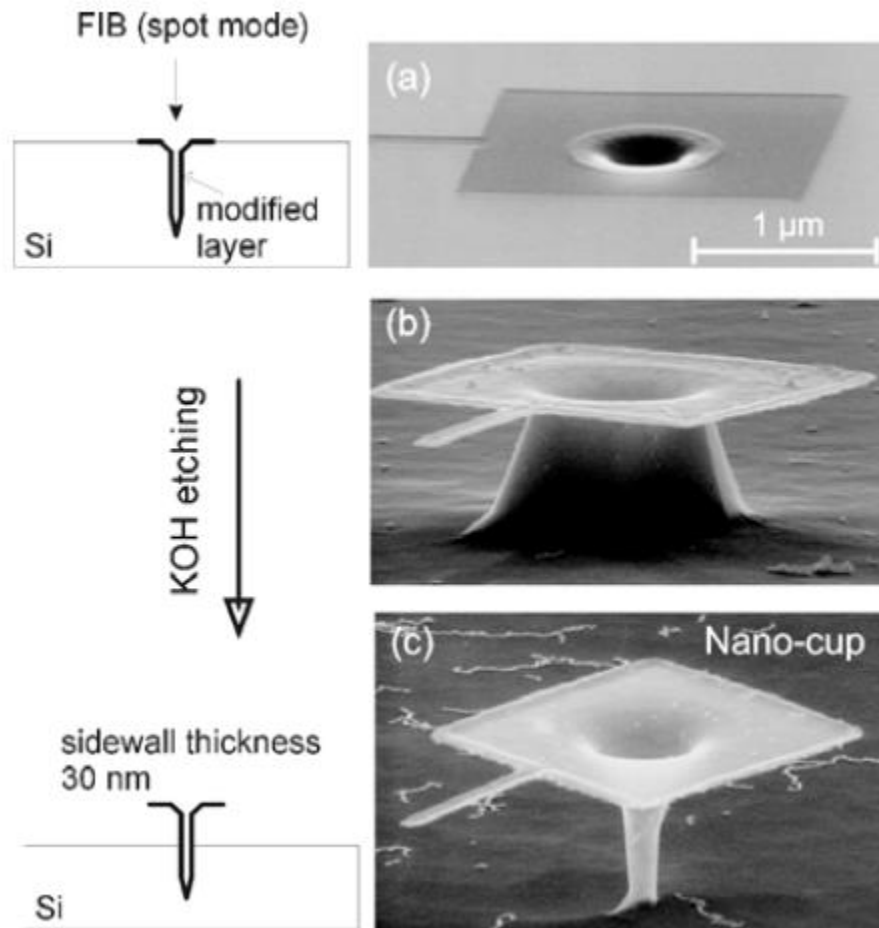 FIB (spot mode)
(a)
modified
layer
Si
1 µm
(b)
KOH etching
(c)
Nano-cup
sidewall thickness
30 nm
Si